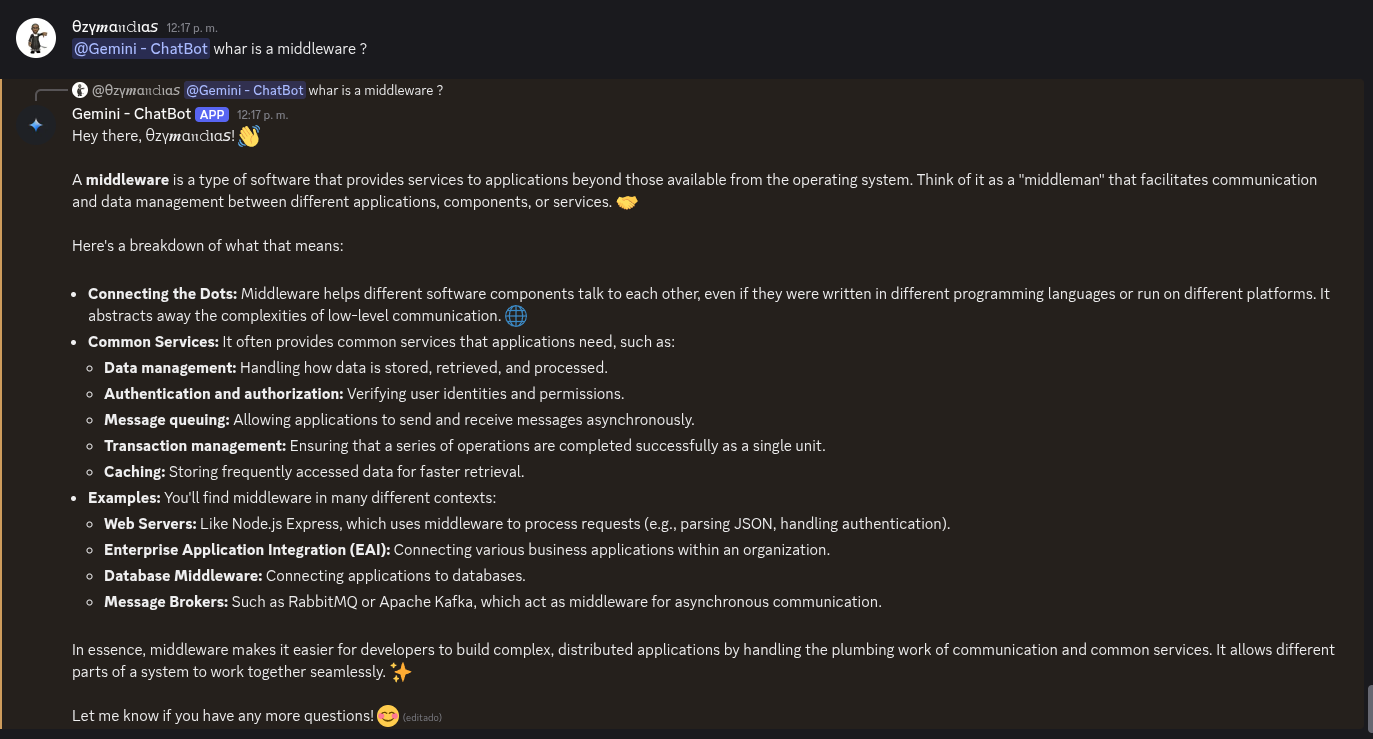 θzγ𝒎α𝔫𝚍ιαꜱ 12:17 p. m.
@Gemini - ChatBot whar is a middleware ?
@θzγ𝒎α𝔫𝚍ιαꜱ @Gemini - ChatBot whar is a middleware ?
Gemini - ChatBot APP 12:17 p. m.
Hey there, θzγ𝒎α𝔫𝚍ιαꜱ! 👋
A middleware is a type of software that provides services to applications beyond those available from the operating system. Think of it as a "middleman" that facilitates communication
and data management between different applications, components, or services. 🤝
Here's a breakdown of what that means:
• Connecting the Dots: Middleware helps different software components talk to each other, even if they were written in different programming languages or run on different platforms. It
abstracts away the complexities of low-level communication. 🌐
• Common Services: It often provides common services that applications need, such as:
◦ Data management: Handling how data is stored, retrieved, and processed.
◦ Authentication and authorization: Verifying user identities and permissions.
◦ Message queuing: Allowing applications to send and receive messages asynchronously.
◦ Transaction management: Ensuring that a series of operations are completed successfully as a single unit.
◦ Caching: Storing frequently accessed data for faster retrieval.
• Examples: You'll find middleware in many different contexts:
◦ Web Servers: Like Node.js Express, which uses middleware to process requests (e.g., parsing JSON, handling authentication).
◦ Enterprise Application Integration (EAI): Connecting various business applications within an organization.
◦ Database Middleware: Connecting applications to databases.
◦ Message Brokers: Such as RabbitMQ or Apache Kafka, which act as middleware for asynchronous communication.
In essence, middleware makes it easier for developers to build complex, distributed applications by handling the plumbing work of communication and common services. It allows different
parts of a system to work together seamlessly. ✨
Let me know if you have any more questions! 😊 (editado)